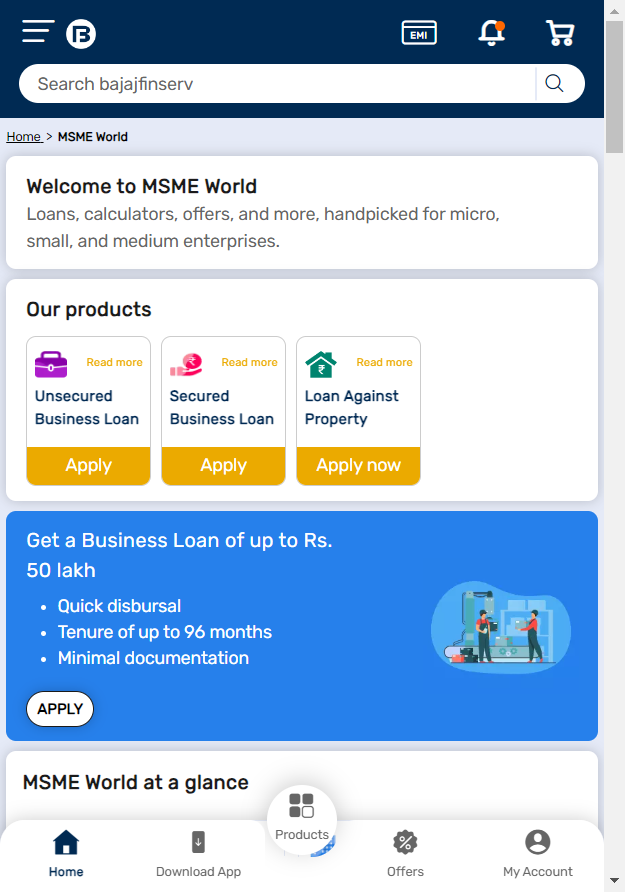 EMI
Search bajajfinserv
Home > MSME World
Welcome to MSME World
Loans, calculators, offers, and more, handpicked for micro,
small, and medium enterprises.
Our products
Read more
Unsecured
Business Loan
Apply
Read more
Secured
Business Loan
Apply
Read more
Loan Against
Property
Apply now
Get a Business Loan of up to Rs.
50 lakh
• Quick disbursal
• Tenure of up to 96 months
• Minimal documentation
APPLY
MSME World at a glance
Home
Download App
Products
Offers
My Account